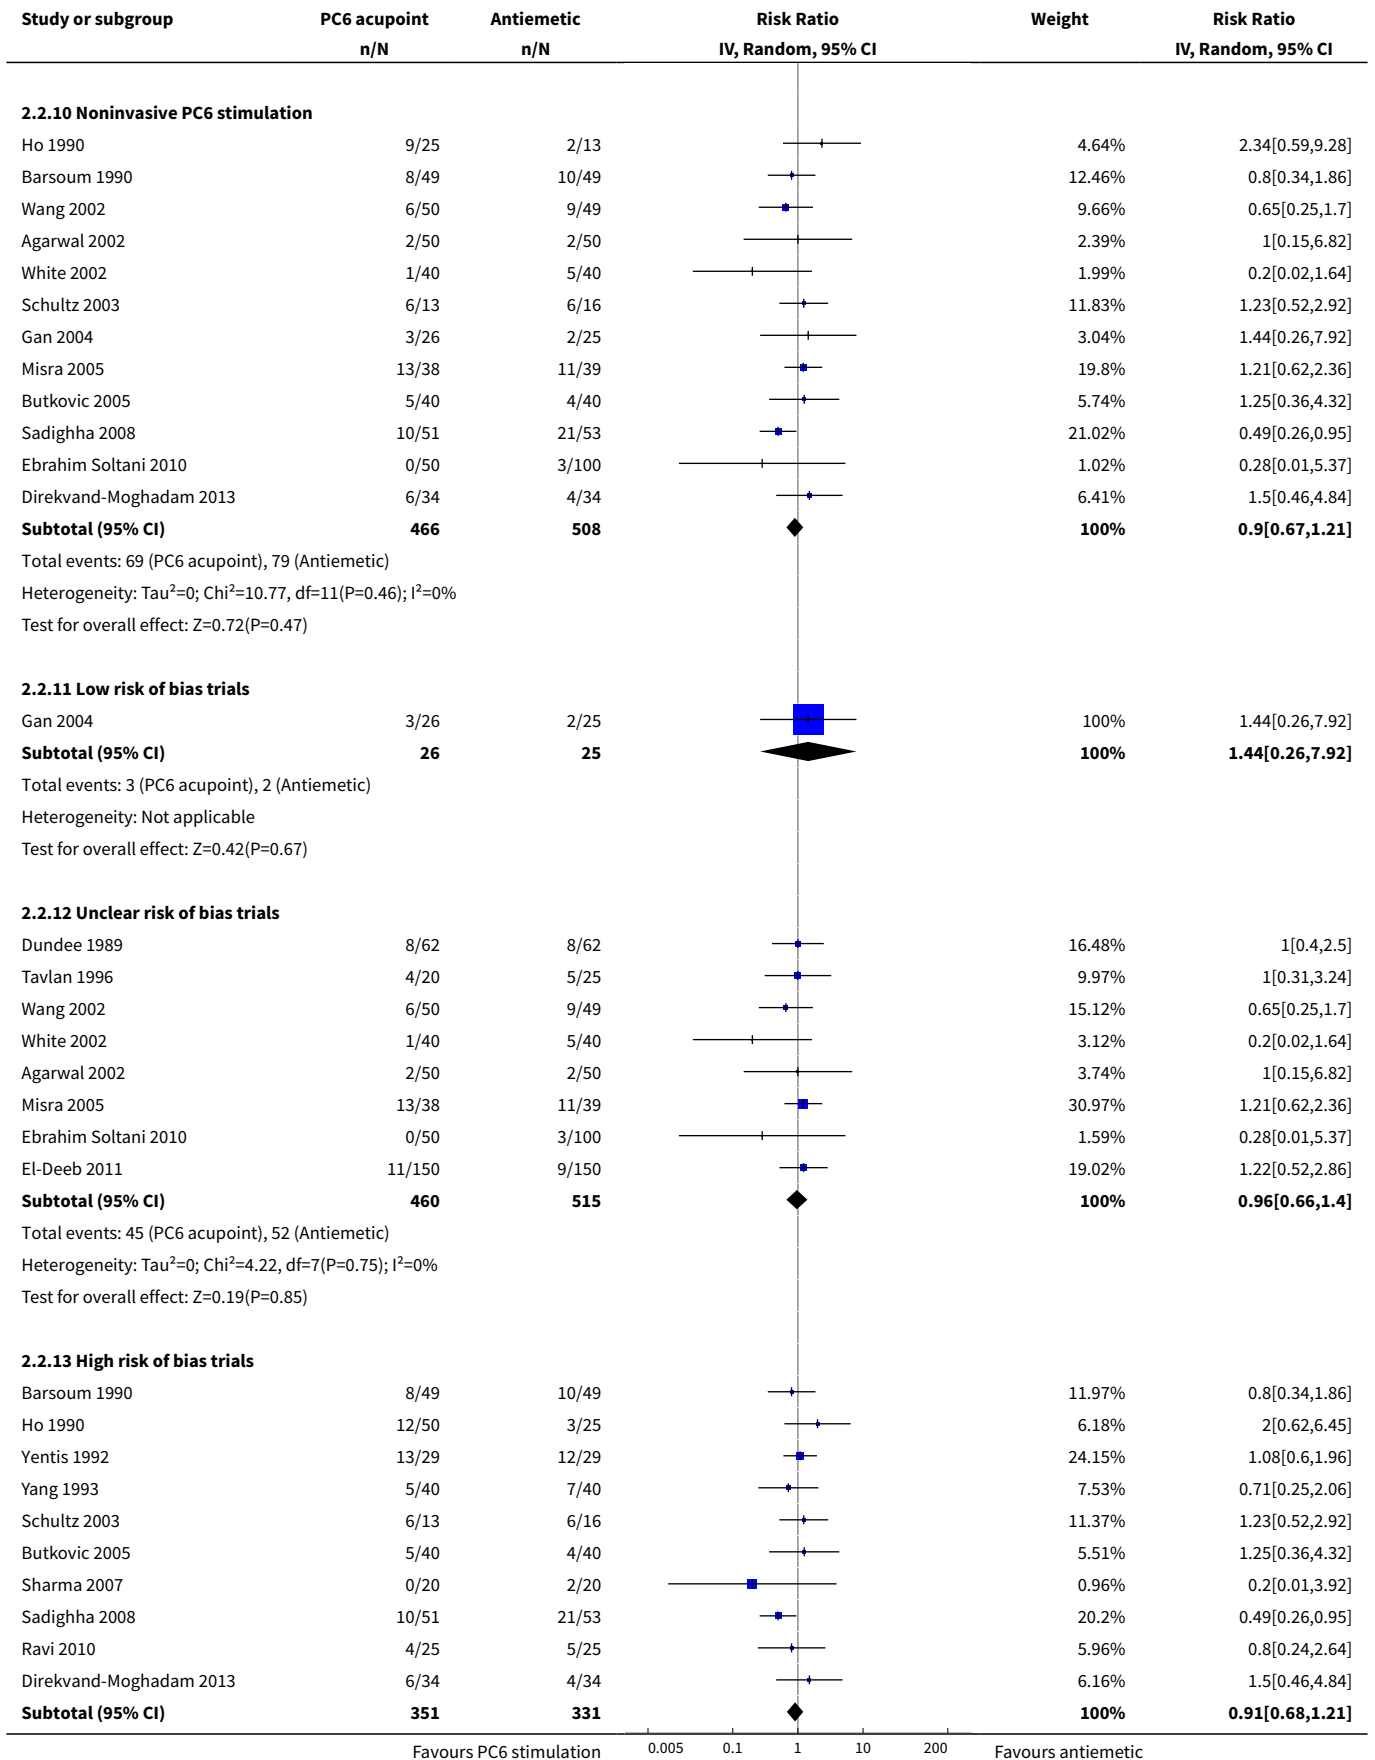 Study or subgroup PC6 acupoint Antiemetic Risk Ratio Weight Risk Ratio
n/N n/N IV, Random, 95% CI IV, Random, 95% CI
2.2.10 Noninvasive PC6 stimulation
Ho 1990 9/25 2/13 4.64% 2.34[0.59,9.28]
Barsoum 1990 8/49 10/49 12.46% 0.8[0.34,1.86]
Wang 2002 6/50 9/49 9.66% 0.65[0.25,1.7]
Agarwal 2002 2/50 2/50 2.39% 1[0.15,6.82]
White 2002 1/40 5/40 1.99% 0.2[0.02,1.64]
Schultz 2003 6/13 6/16 11.83% 1.23[0.52,2.92]
Gan 2004 3/26 2/25 3.04% 1.44[0.26,7.92]
Misra 2005 13/38 11/39 19.8% 1.21[0.62,2.36]
Butkovic 2005 5/40 4/40 5.74% 1.25[0.36,4.32]
Sadighha 2008 10/51 21/53 21.02% 0.49[0.26,0.95]
Ebrahim Soltani 2010 0/50 3/100 1.02% 0.28[0.01,5.37]
Direkvand-Moghadam 2013 6/34 4/34 6.41% 1.5[0.46,4.84]
Subtotal (95% CI) 466 508 100% 0.9[0.67,1.21]
Total events: 69 (PC6 acupoint), 79 (Antiemetic)
Heterogeneity: Tau²=0; Chi²=10.77, df=11(P=0.46); I²=0%
Test for overall effect: Z=0.72(P=0.47)
2.2.11 Low risk of bias trials
Gan 2004 3/26 2/25 100% 1.44[0.26,7.92]
Subtotal (95% CI) 26 25 100% 1.44[0.26,7.92]
Total events: 3 (PC6 acupoint), 2 (Antiemetic)
Heterogeneity: Not applicable
Test for overall effect: Z=0.42(P=0.67)
2.2.12 Unclear risk of bias trials
Dundee 1989 8/62 8/62 16.48% 1[0.4,2.5]
Tavlan 1996 4/20 5/25 9.97% 1[0.31,3.24]
Wang 2002 6/50 9/49 15.12% 0.65[0.25,1.7]
White 2002 1/40 5/40 3.12% 0.2[0.02,1.64]
Agarwal 2002 2/50 2/50 3.74% 1[0.15,6.82]
Misra 2005 13/38 11/39 30.97% 1.21[0.62,2.36]
Ebrahim Soltani 2010 0/50 3/100 1.59% 0.28[0.01,5.37]
El-Deeb 2011 11/150 9/150 19.02% 1.22[0.52,2.86]
Subtotal (95% CI) 460 515 100% 0.96[0.66,1.4]
Total events: 45 (PC6 acupoint), 52 (Antiemetic)
Heterogeneity: Tau²=0; Chi²=4.22, df=7(P=0.75); I²=0%
Test for overall effect: Z=0.19(P=0.85)
2.2.13 High risk of bias trials
Barsoum 1990 8/49 10/49 11.97% 0.8[0.34,1.86]
Ho 1990 12/50 3/25 6.18% 2[0.62,6.45]
Yentis 1992 13/29 12/29 24.15% 1.08[0.6,1.96]
Yang 1993 5/40 7/40 7.53% 0.71[0.25,2.06]
Schultz 2003 6/13 6/16 11.37% 1.23[0.52,2.92]
Butkovic 2005 5/40 4/40 5.51% 1.25[0.36,4.32]
Sharma 2007 0/20 2/20 0.96% 0.2[0.01,3.92]
Sadighha 2008 10/51 21/53 20.2% 0.49[0.26,0.95]
Ravi 2010 4/25 5/25 5.96% 0.8[0.24,2.64]
Direkvand-Moghadam 2013 6/34 4/34 6.16% 1.5[0.46,4.84]
Subtotal (95% CI) 351 331 100% 0.91[0.68,1.21]
Favours PC6 stimulation 0.005 0.1 1 10 200 Favours antiemetic